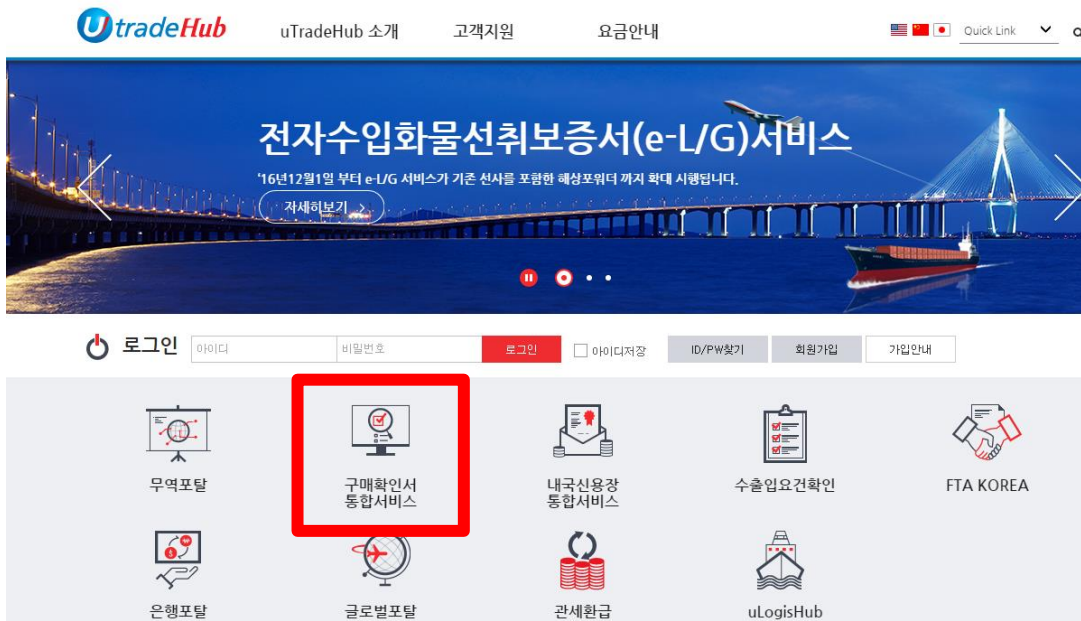 UtradeHub
uTradeHub 소개
고객지원
요금안내
Quick Link
전자수입화물선취보증서(e-L/G)서비스
'16년12월1일 부터 e-L/G 서비스가 기존 선사를 포함한 해상포워더 까지 확대 시행됩니다.
자세히보기 >
로그인
아이디
비밀번호
로그인
아이디저장
ID/PW찾기
회원가입
가입안내
무역포탈
구매확인서
통합서비스
내국신용장
통합서비스
수출입요건확인
FTA KOREA
은행포탈
글로벌포탈
관세환급
uLogisHub